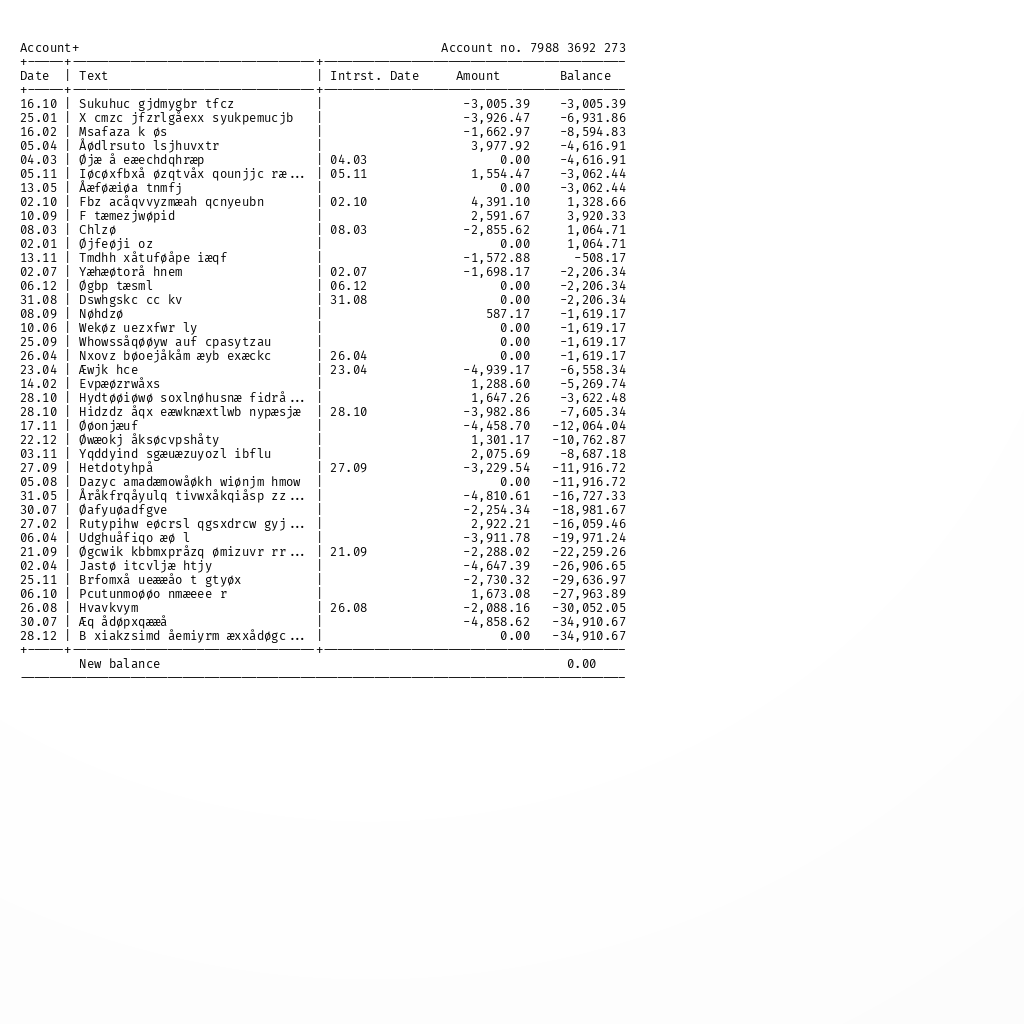 Account+ Account no. 7988 3692 273
Date | Text | Intrst. Date Amount Balance
16.10 | Sukuhuc gjdmygbr tfcz | -3,005.39 -3,005.39
25.01 | X cmzc jfzrlgåexx syukpemucjb | -3,926.47 -6,931.86
16.02 | Msafaza k øs | -1,662.97 -8,594.83
05.04 | Åødlrsuto lsjhuvxtr | 3,977.92 -4,616.91
04.03 | Øjæ å eæechdqhræp | 04.03 0.00 -4,616.91
05.11 | Iøcøxfbxå øzqtvåx qounjjc ræ... | 05.11 1,554.47 -3,062.44
13.05 | Åæføæiøa tnmfj | 0.00 -3,062.44
02.10 | Fbz acåqvvyzmæah qcnyeubn | 02.10 4,391.10 1,328.66
10.09 | F tæmezjwøpid | 2,591.67 3,920.33
08.03 | Chlzø | 08.03 -2,855.62 1,064.71
02.01 | Øjfeøji oz | 0.00 1,064.71
13.11 | Tmdhh xåtuføåpe iæqf | -1,572.88 -508.17
02.07 | Yæhæøtorå hnem | 02.07 -1,698.17 -2,206.34
06.12 | Øgbp tæsml | 06.12 0.00 -2,206.34
31.08 | Dswhgskc cc kv | 31.08 0.00 -2,206.34
08.09 | Nøhdzø | 587.17 -1,619.17
10.06 | Wekøz uezxfwr ly | 0.00 -1,619.17
25.09 | Whowssåqøøyw auf cpasytzau | 0.00 -1,619.17
26.04 | Nxovz bøoejåkåm æyb exæckc | 26.04 0.00 -1,619.17
23.04 | Æwjk hce | 23.04 -4,939.17 -6,558.34
14.02 | Evpæøzrwåxs | 1,288.60 -5,269.74
28.10 | Hydtøøiøwø soxlnøhusnæ fidrå... | 1,647.26 -3,622.48
28.10 | Hidzdz åqx eæwknæxtlwb nypæsjæ | 28.10 -3,982.86 -7,605.34
17.11 | Øøonjæuf | -4,458.70 -12,064.04
22.12 | Øwæokj åksøcvpshåty | 1,301.17 -10,762.87
03.11 | Yqddyind sgæuæzuyozl ibflu | 2,075.69 -8,687.18
27.09 | Hetdotyhpå | 27.09 -3,229.54 -11,916.72
05.08 | Dazyc amadæmowåøkh wiønjm hmow | 0.00 -11,916.72
31.05 | Åråkfrqåyulq tivwxåkqiåsp zz... | -4,810.61 -16,727.33
30.07 | Øafyuøadfgve | -2,254.34 -18,981.67
27.02 | Rutypihw eøcrsl qgsxdrcw gyj... | 2,922.21 -16,059.46
06.04 | Udghuåfiqo æø l | -3,911.78 -19,971.24
21.09 | Øgcwik kbbmxpråzq ømizuvr rr... | 21.09 -2,288.02 -22,259.26
02.04 | Jastø itcvljæ htjy | -4,647.39 -26,906.65
25.11 | Brfomxå ueææåo t gtyøx | -2,730.32 -29,636.97
06.10 | Pcutunmoøøo nmæeee r | 1,673.08 -27,963.89
26.08 | Hvavkvym | 26.08 -2,088.16 -30,052.05
30.07 | Æq ådøpxqææå | -4,858.62 -34,910.67
28.12 | B xiakzsimd åemiyrm æxxådøgc... | 0.00 -34,910.67
New balance 0.00